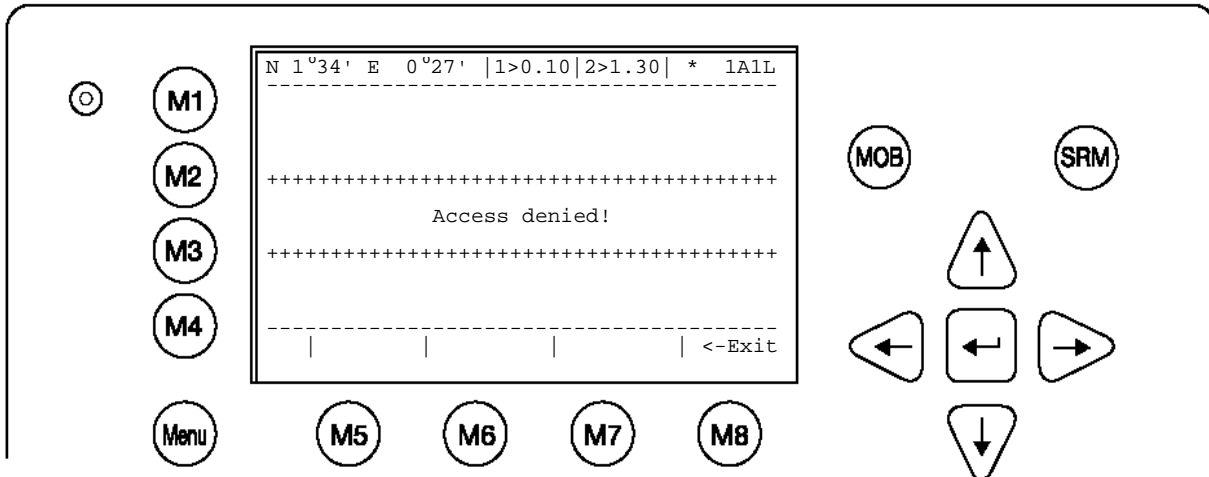 N 1°34' E 0°27' |1>0.10|2>1.30| * 1A1L
----------------------------------------
++++++++++++++++++++++++++++++++++++++++
Access denied!
++++++++++++++++++++++++++++++++++++++++
----------------------------------------
| | | | <-Exit
M1
M2
M3
M4
Menu
M5 M6 M7 M8
MOB SRM